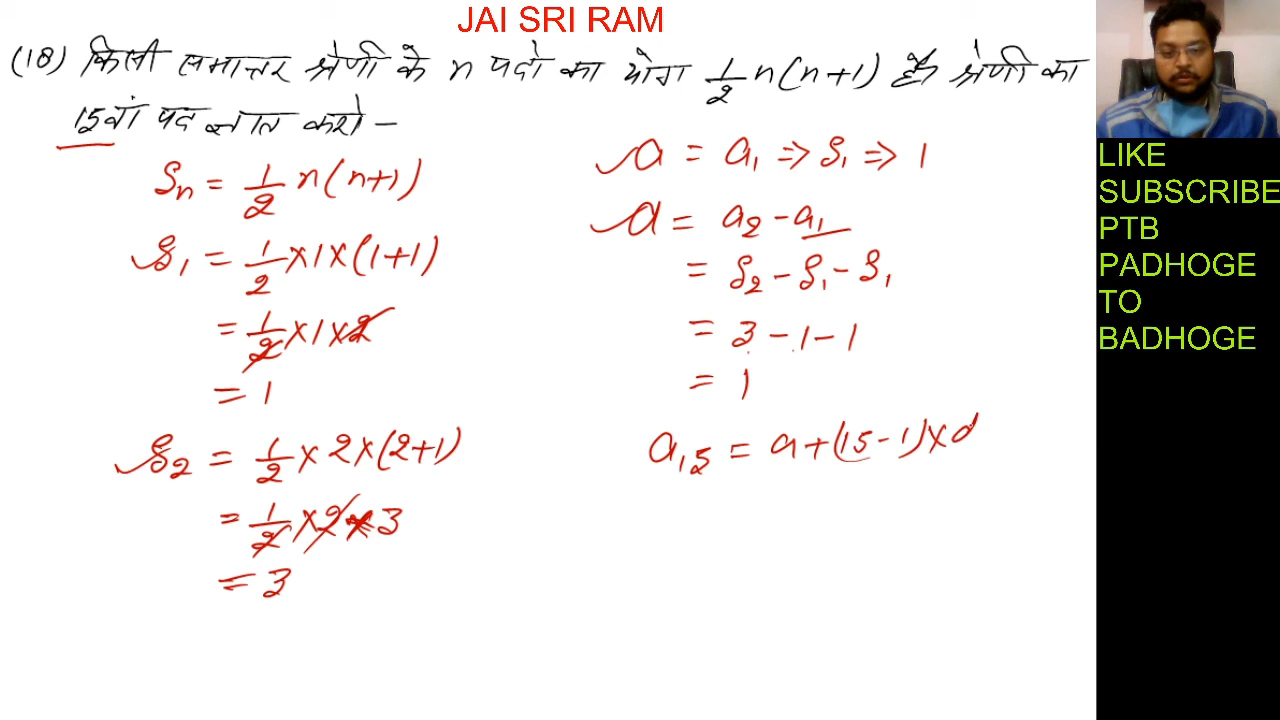 JAI SRI RAM
(18) किसी समान्तर श्रेणी के n पदो का योग 1/2 n(n+1) है श्रेणी का
15वां पद ज्ञात करो -
Sn = 1/2 n(n+1)
S1 = 1/2 ×1×(1+1)
= 1/2 ×1×2
= 1
S2 = 1/2 × 2×(2+1)
= 1/2 ×2×3
= 3
a = a1 => S1 => 1
d = a2 - a1
= S2 - S1 - S1
= 3 - 1 - 1
= 1
a15 = a+(15-1)×d
LIKE
SUBSCRIBE
PTB
PADHOGE
TO
BADHOGE